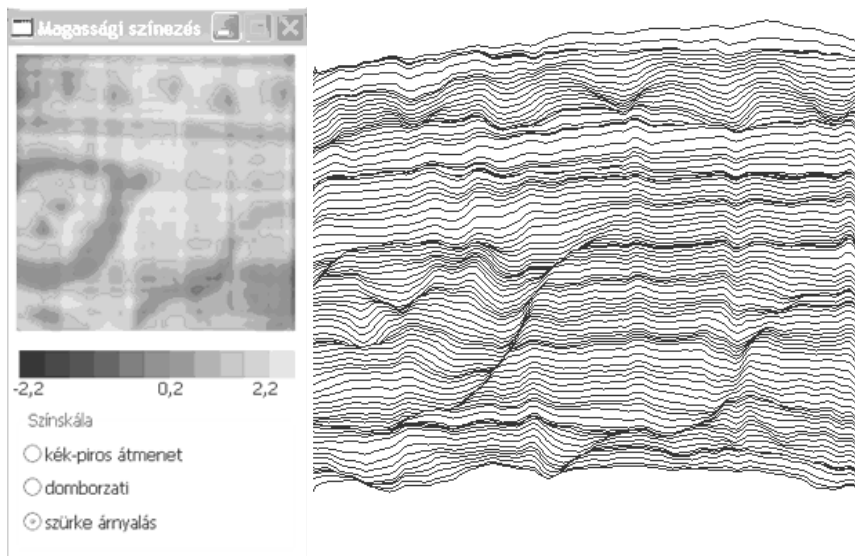 Magassági színezés
-2,2 0,2 2,2
Színskála
kék-piros átmenet
domborzati
szürke árnyalás